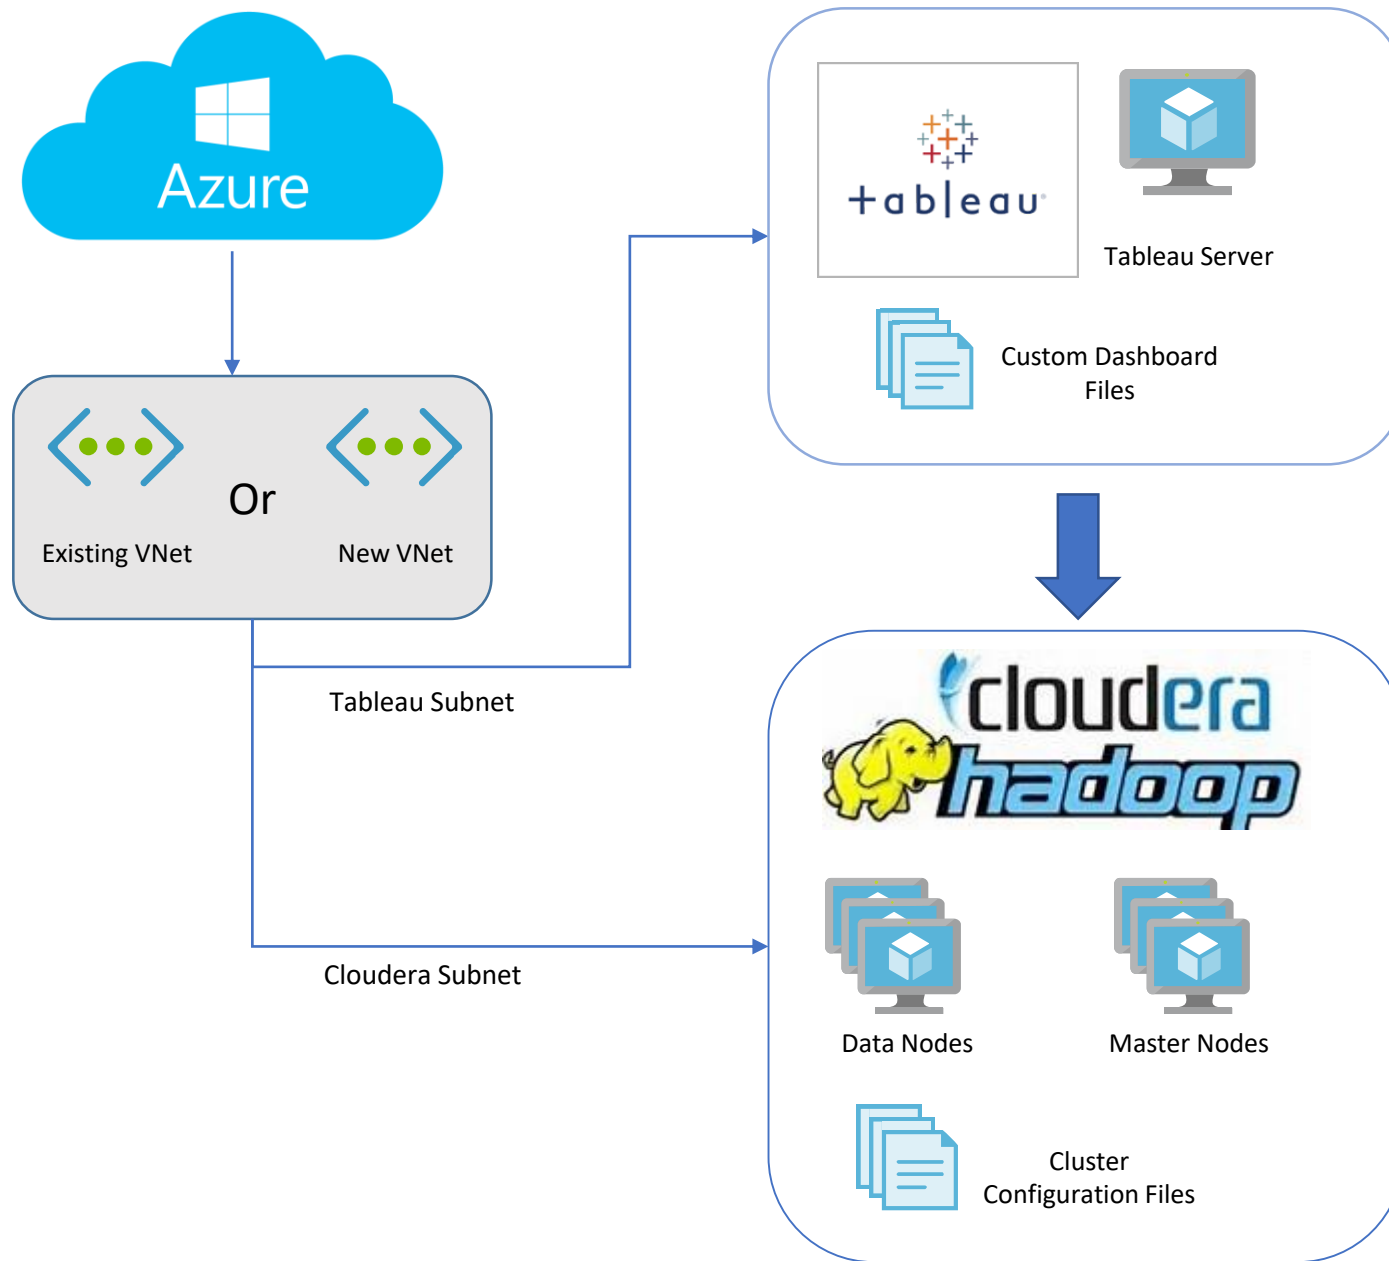 Azure
+ableau
Tableau Server
Custom Dashboard
Files
Or
Existing VNet
New VNet
Tableau Subnet
cloudera
hadoop
Cloudera Subnet
Data Nodes
Master Nodes
Cluster
Configuration Files